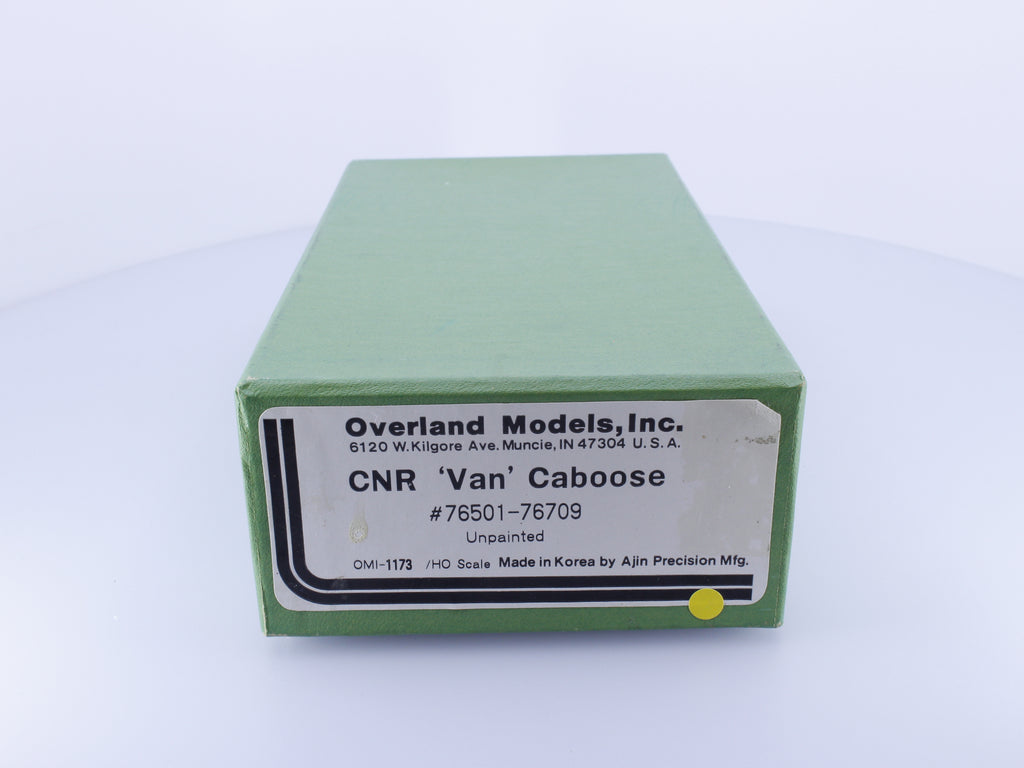 Overland Models, Inc.
6120 W. Kilgore Ave. Muncie, IN 47304 U. S. A.
CNR ‘Van’ Caboose
#76501-76709
Unpainted
OMI-1173 /HO Scale Made in Korea by Ajin Precision Mfg.